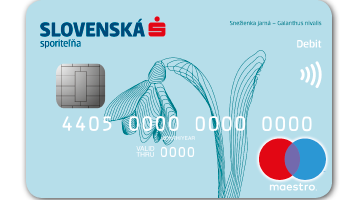 SLOVENSKÁ
sporiteľňa
Snežienka jarná – Galanthus nivalis
Debit
4405 0000 0000 0000
VALID
THRU 0000
maestro